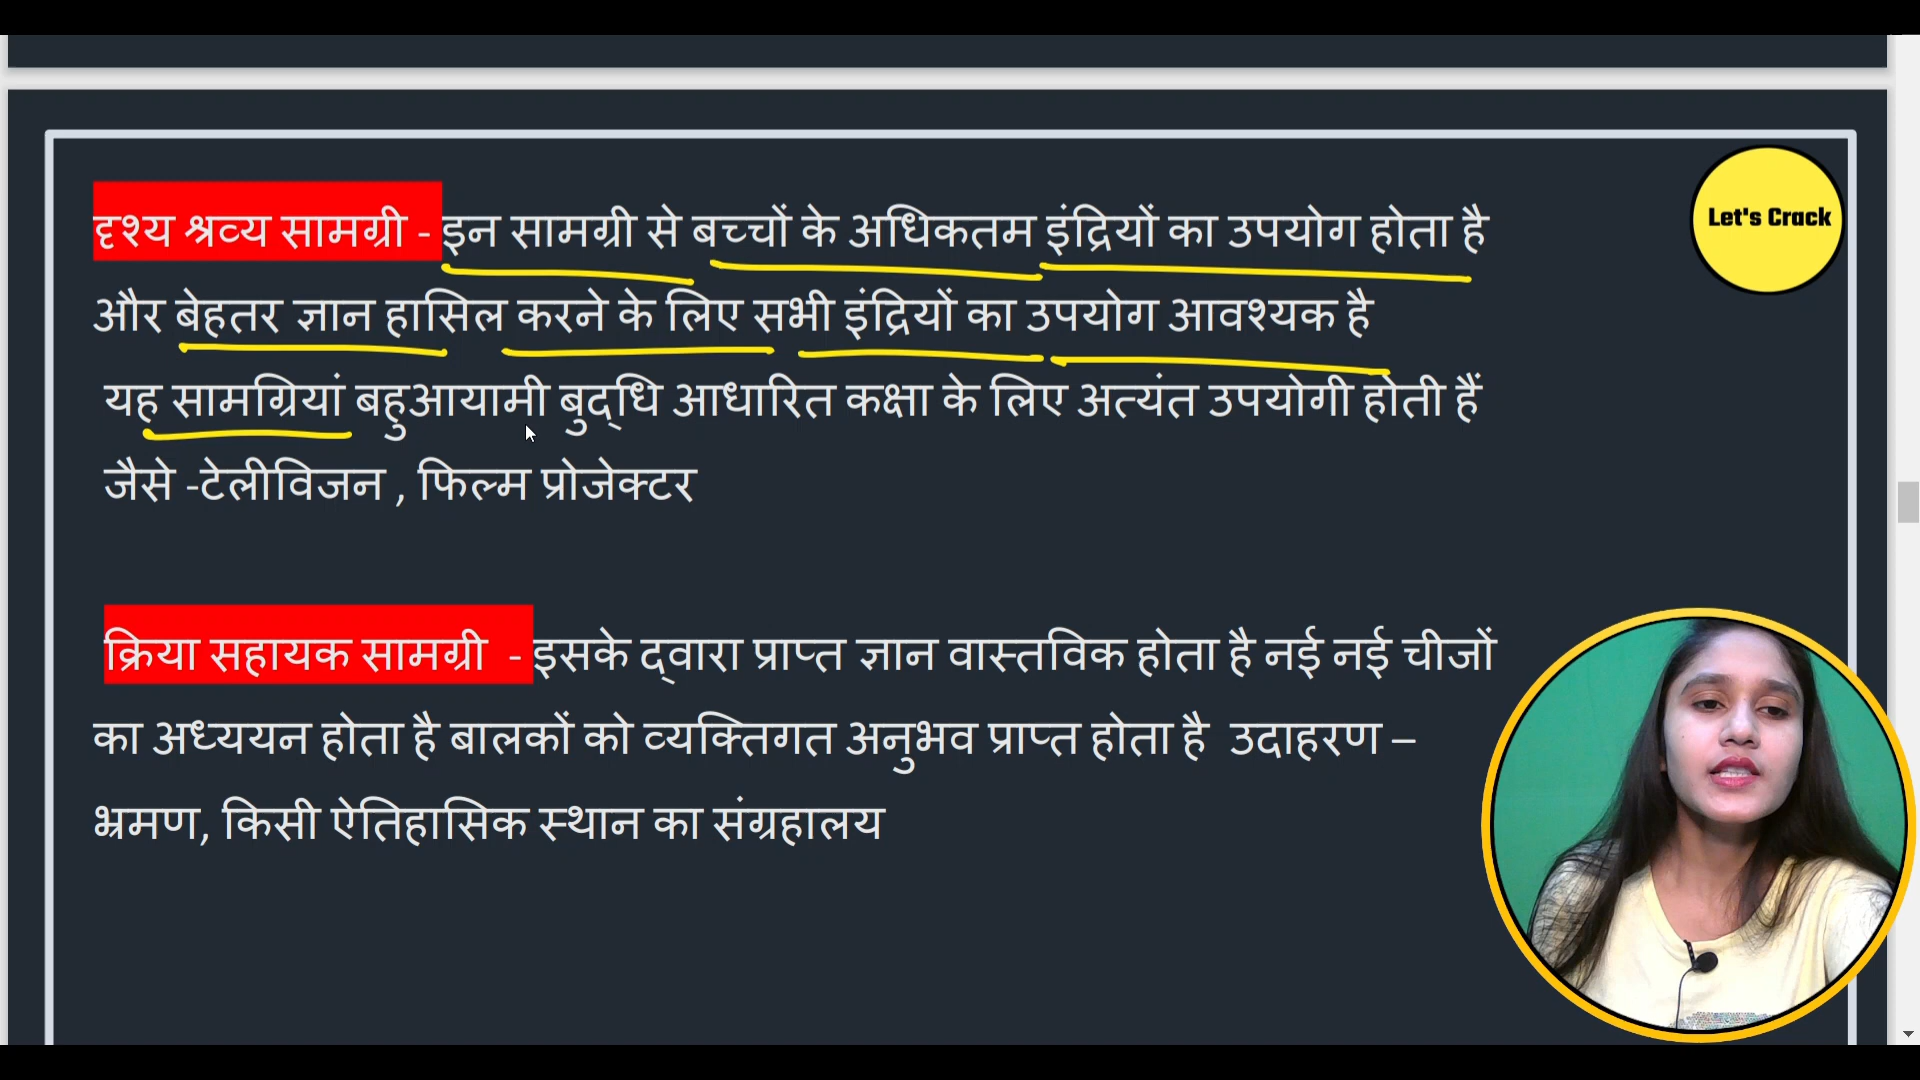 दृश्य श्रव्य सामग्री - इन सामग्री से बच्चों के अधिकतम इंद्रियों का उपयोग होता है
Let's Crack
और बेहतर ज्ञान हासिल करने के लिए सभी इंद्रियों का उपयोग आवश्यक है
यह सामग्रियां बहुआयामी बुद्धि आधारित कक्षा के लिए अत्यंत उपयोगी होती हैं
जैसे -टेलीविजन , फिल्म प्रोजेक्टर
क्रिया सहायक सामग्री - इसके द्वारा प्राप्त ज्ञान वास्तविक होता है नई नई चीजों
का अध्ययन होता है बालकों को व्यक्तिगत अनुभव प्राप्त होता है उदाहरण –
भ्रमण, किसी ऐतिहासिक स्थान का संग्रहालय